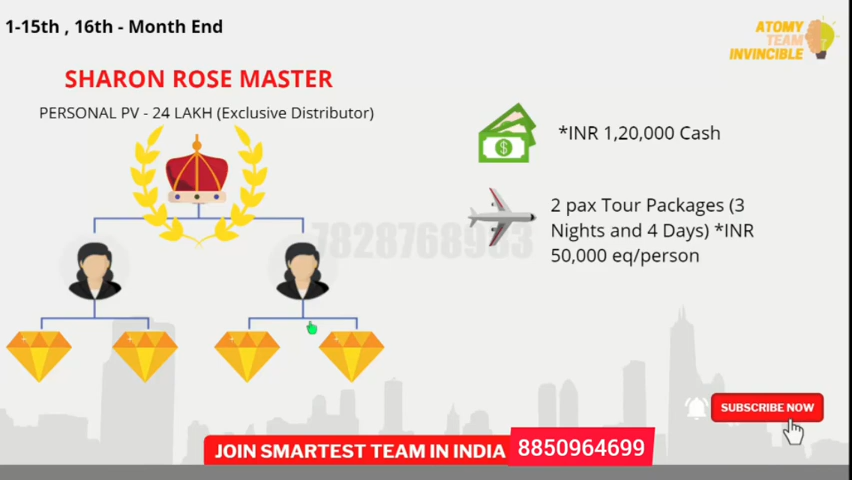 1-15th , 16th - Month End
ATOMY
TEAM
INVINCIBLE
SHARON ROSE MASTER
PERSONAL PV - 24 LAKH (Exclusive Distributor)
*INR 1,20,000 Cash
2 pax Tour Packages (3
Nights and 4 Days) *INR
50,000 eq/person
SUBSCRIBE NOW
JOIN SMARTEST TEAM IN INDIA
8850964699